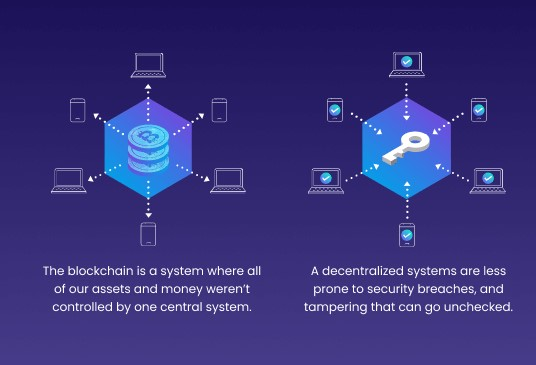 The blockchain is a system where all
of our assets and money weren't
controlled by one central system.
A decentralized systems are less
prone to security breaches, and
tampering that can go unchecked.